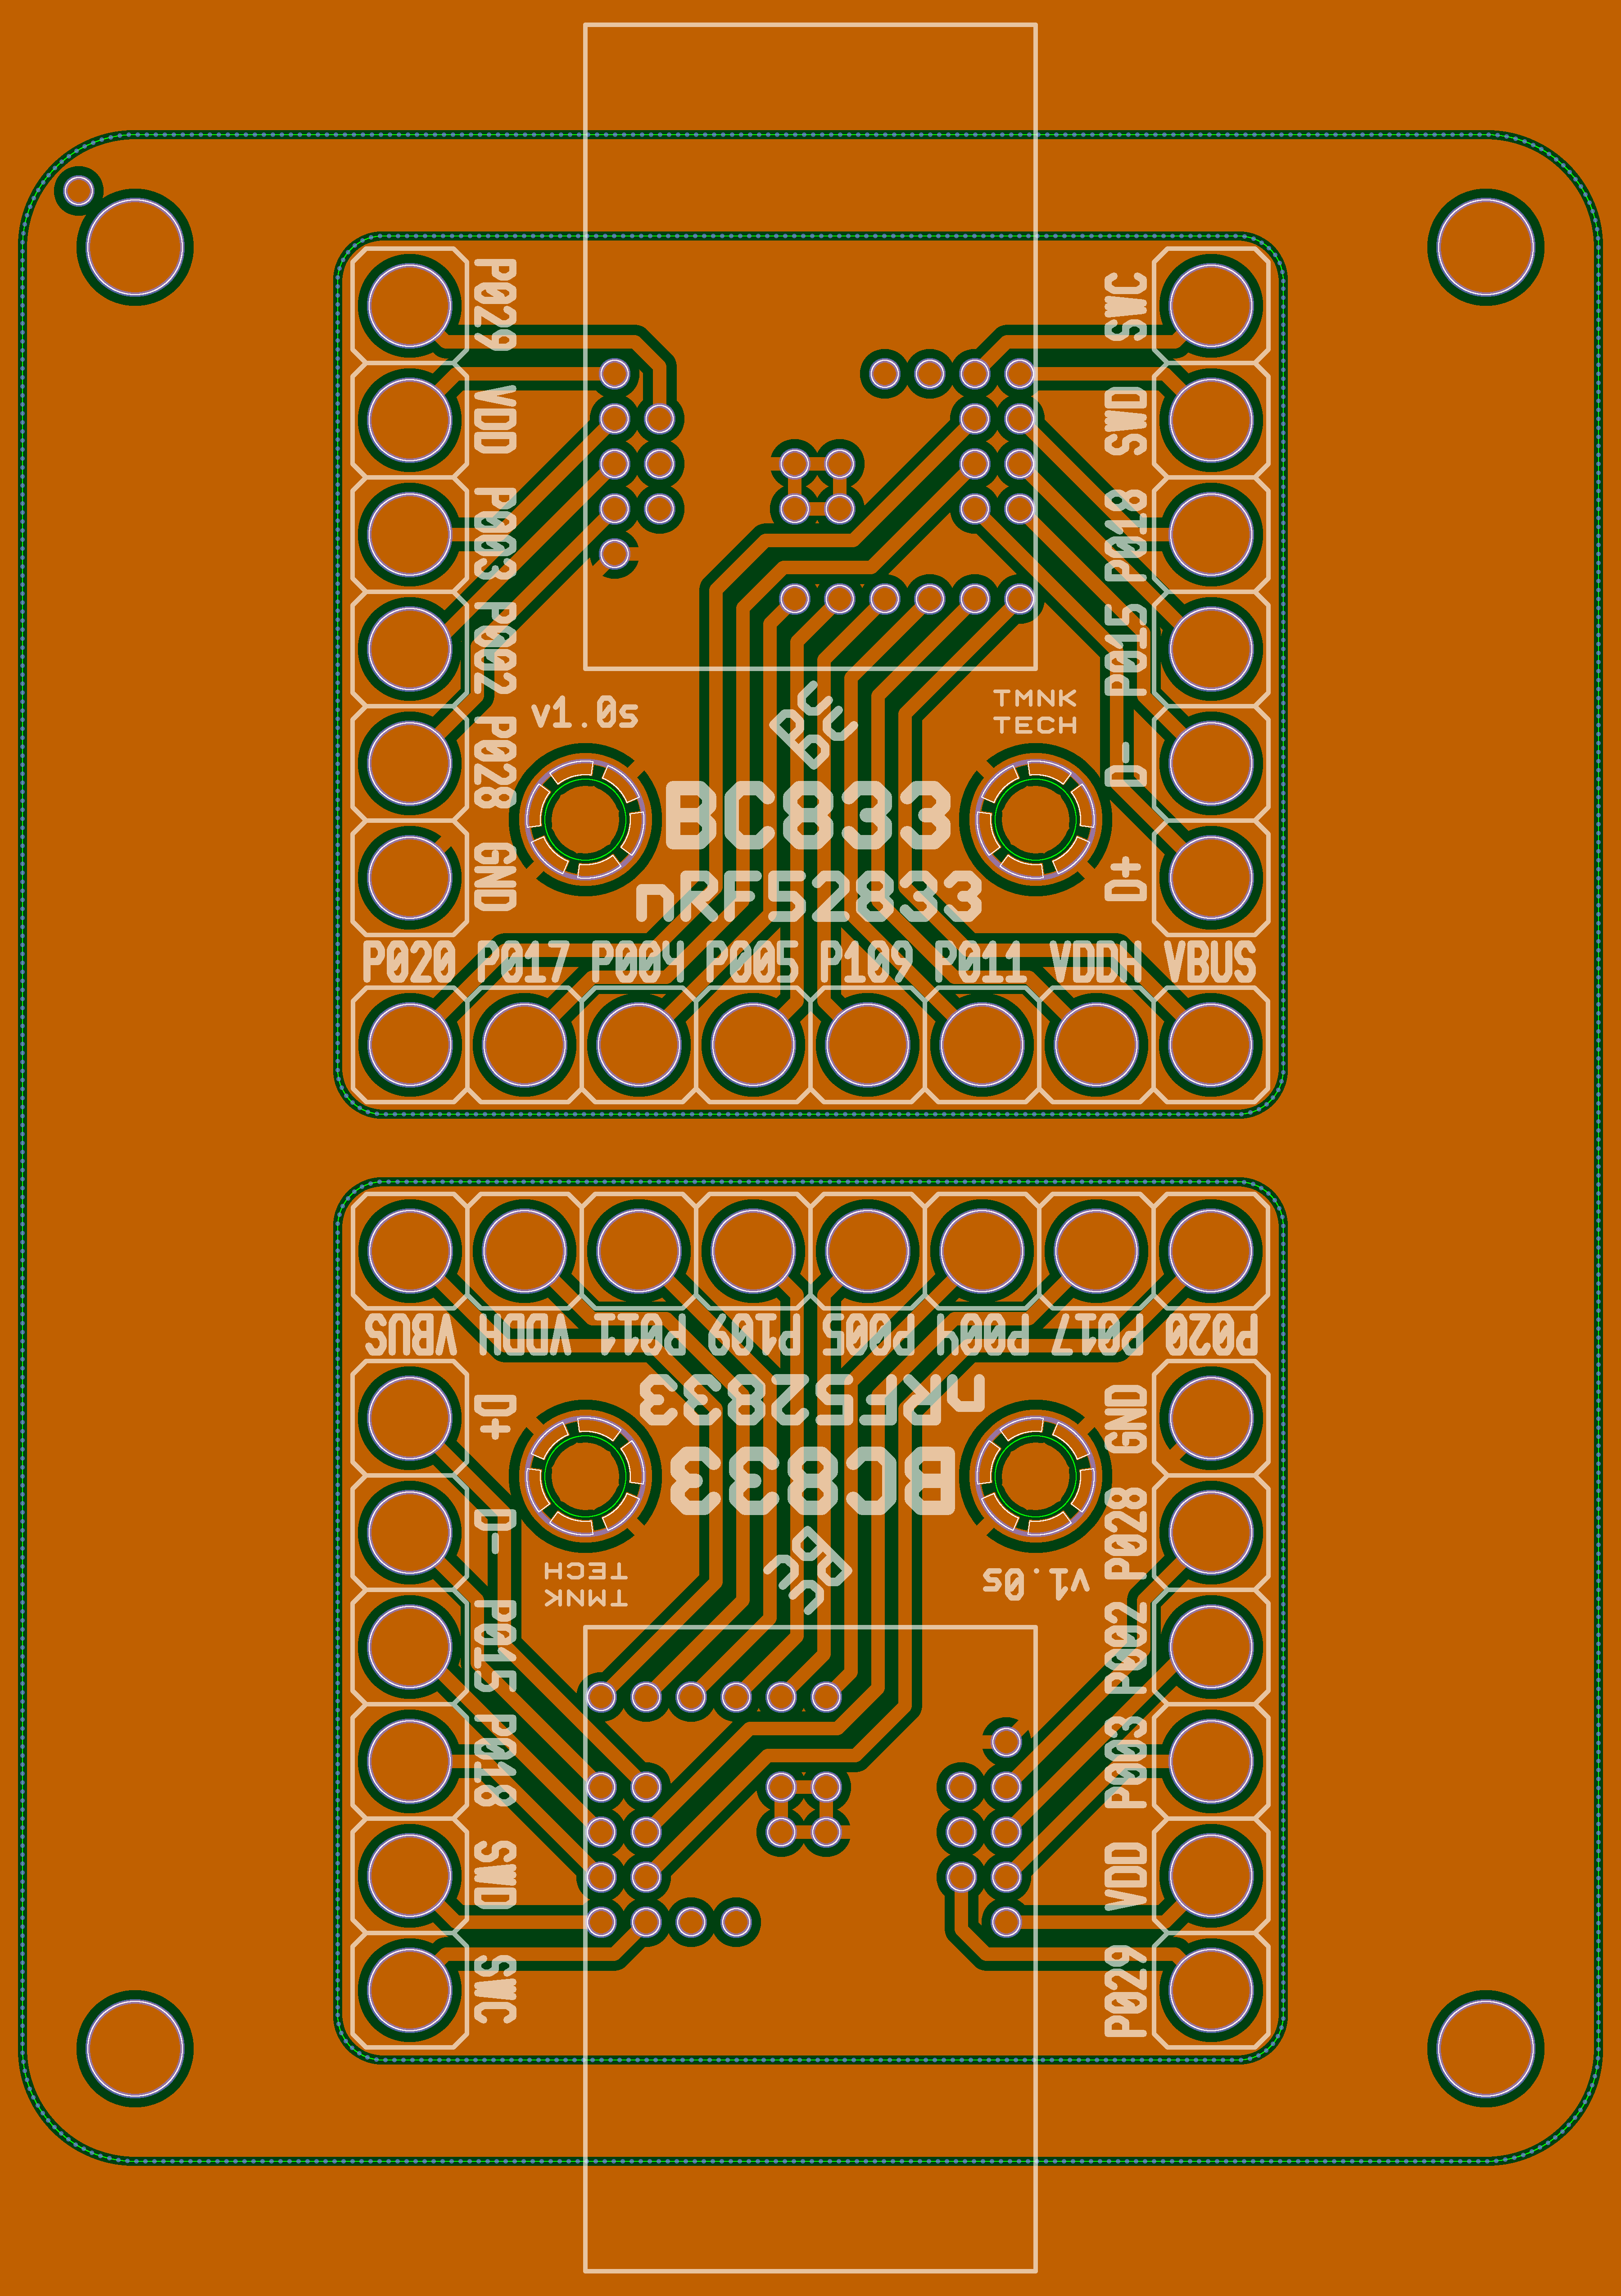 P029
SWC
VDD
SWD
P003
P018
P002
P015
P028
D-
GND
D+
v1.0s
TMNK
TECH
BC
BC833
nRF52833
P020 P017 P004 P005 P109 P011 VDDH VBUS
VBUS VDDH P011 P109 P005 P004 P017 P020
nRF52833
BC833
BC
TMNK
TECH
v1.0s
D+
GND
D-
P028
P015
P002
P018
P003
SWD
VDD
SWC
P029